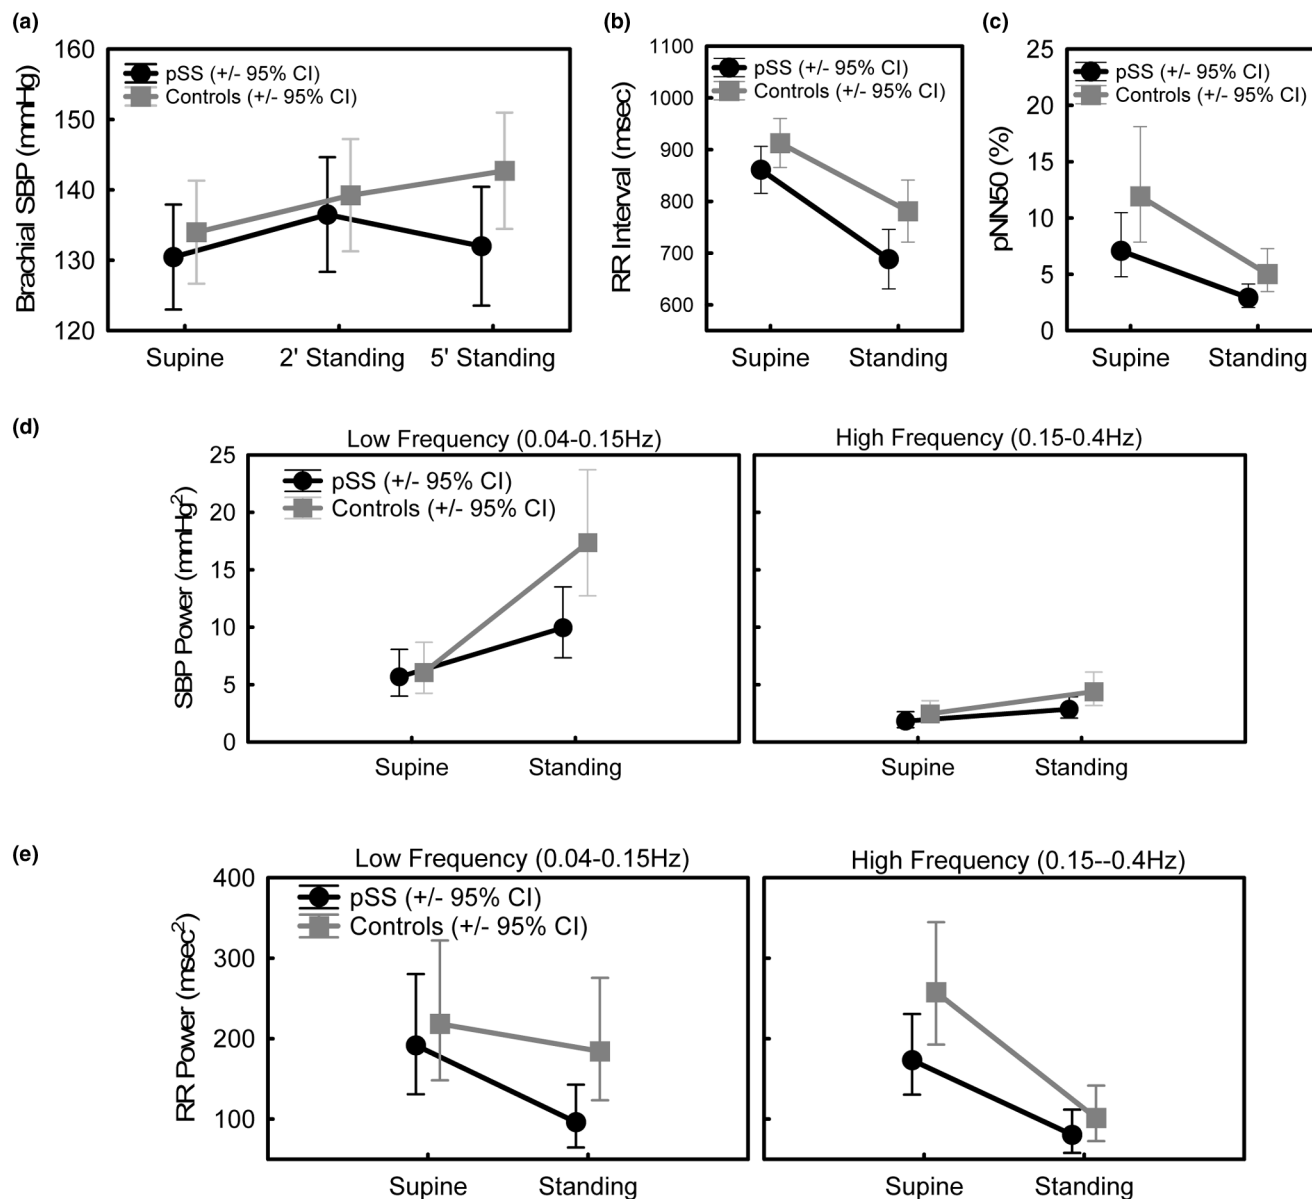 (a)
160
150
140
130
120
Brachial SBP (mmHg)
pSS (+/- 95% CI)
Controls (+/- 95% CI)
Supine
2' Standing
5' Standing
(b)
1100
1000
900
800
700
600
RR Interval (msec)
pSS (+/- 95% CI)
Controls (+/- 95% CI)
Supine
Standing
(c)
25
20
15
10
5
0
pNN50 (%)
pSS (+/- 95% CI)
Controls (+/- 95% CI)
Supine
Standing
(d)
Low Frequency (0.04-0.15Hz)
High Frequency (0.15-0.4Hz)
25
20
15
10
5
0
SBP Power (mmHg²)
pSS (+/- 95% CI)
Controls (+/- 95% CI)
Supine
Standing
Supine
Standing
(e)
Low Frequency (0.04-0.15Hz)
High Frequency (0.15--0.4Hz)
400
300
200
100
RR Power (msec²)
pSS (+/- 95% CI)
Controls (+/- 95% CI)
Supine
Standing
Supine
Standing